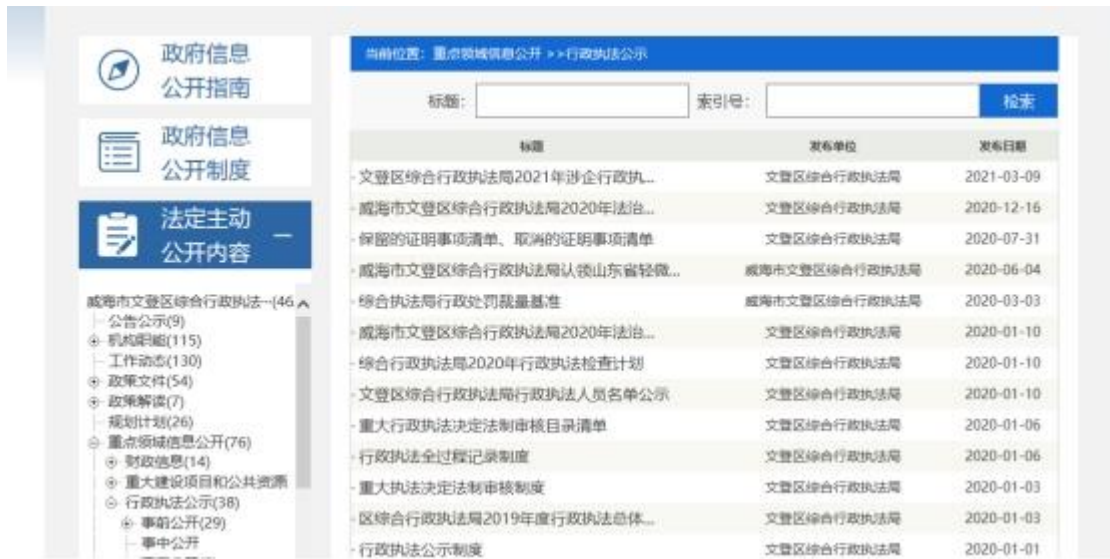 政府信息
公开指南
政府信息
公开制度
法定主动
公开内容
威海市文登区综合行政执法…(46
公告公示(9)
机构职能(115)
工作动态(130)
政策文件(54)
政策解读(7)
规划计划(26)
重点领域信息公开(76)
财政信息(14)
重大建设项目和公共资源
行政执法公示(38)
事前公开(29)
事中公开
当前位置：重点领域信息公开 >>行政执法公示
标题： 索引号： 检索
标题 发布单位 发布日期
文登区综合行政执法局2021年涉企行政执... 文登区综合行政执法局 2021-03-09
威海市文登区综合行政执法局2020年法治... 文登区综合行政执法局 2020-12-16
保留的证明事项清单、取消的证明事项清单 文登区综合行政执法局 2020-07-31
威海市文登区综合行政执法局认领山东省轻微... 威海市文登区综合行政执法局 2020-06-04
综合执法局行政处罚裁量基准 威海市文登区综合行政执法局 2020-03-03
威海市文登区综合行政执法局2020年法治... 文登区综合行政执法局 2020-01-10
综合行政执法局2020年行政执法检查计划 文登区综合行政执法局 2020-01-10
文登区综合行政执法局行政执法人员名单公示 文登区综合行政执法局 2020-01-10
重大行政执法决定法制审核目录清单 文登区综合行政执法局 2020-01-06
行政执法全过程记录制度 文登区综合行政执法局 2020-01-06
重大执法决定法制审核制度 文登区综合行政执法局 2020-01-03
区综合行政执法局2019年度行政执法总体... 文登区综合行政执法局 2020-01-03
行政执法公示制度 文登区综合行政执法局 2020-01-01